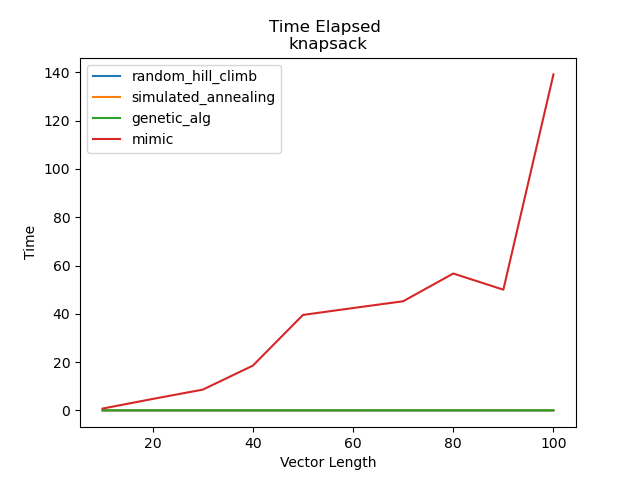 Time Elapsed
knapsack
random_hill_climb
simulated_annealing
genetic_alg
mimic
140
120
100
80
60
40
20
0
Time
20 40 60 80 100
Vector Length